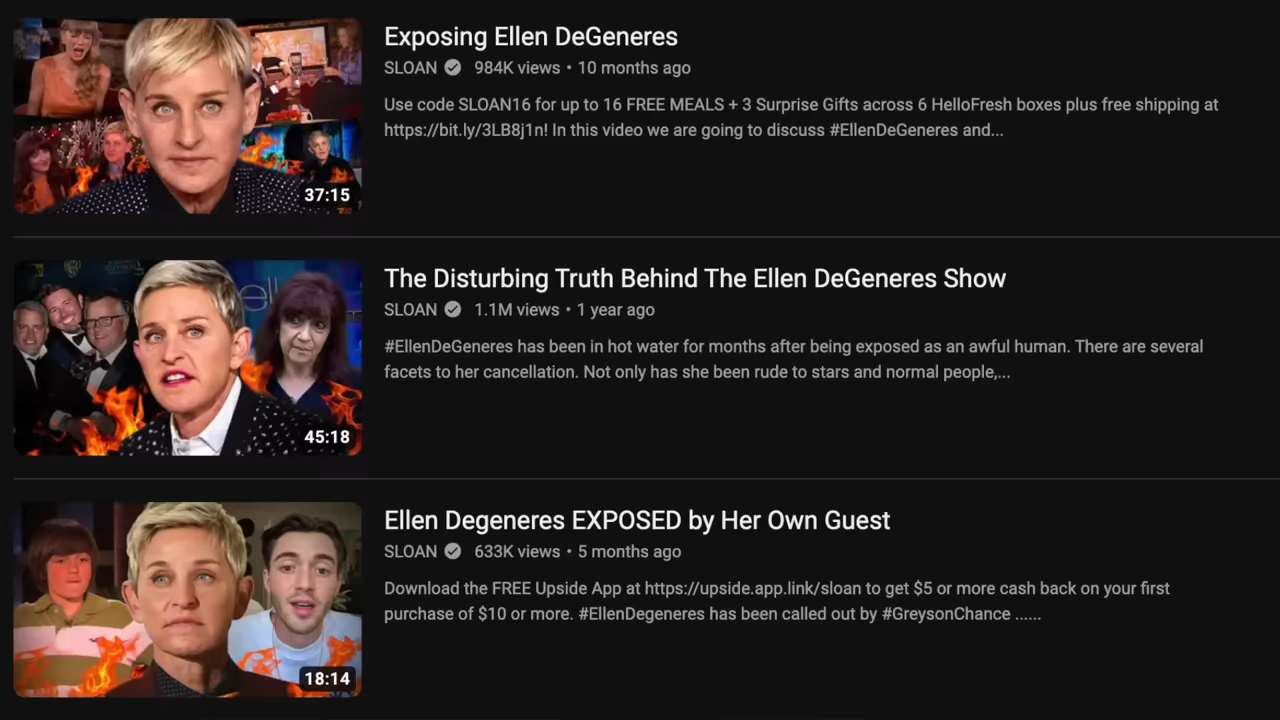 Exposing Ellen DeGeneres
SLOAN 984K views • 10 months ago
Use code SLOAN16 for up to 16 FREE MEALS + 3 Surprise Gifts across 6 HelloFresh boxes plus free shipping at
https://bit.ly/3LB8j1n! In this video we are going to discuss #EllenDeGeneres and...
37:15
The Disturbing Truth Behind The Ellen DeGeneres Show
SLOAN 1.1M views • 1 year ago
#EllenDeGeneres has been in hot water for months after being exposed as an awful human. There are several
facets to her cancellation. Not only has she been rude to stars and normal people,...
45:18
Ellen Degeneres EXPOSED by Her Own Guest
SLOAN 633K views • 5 months ago
Download the FREE Upside App at https://upside.app.link/sloan to get $5 or more cash back on your first
purchase of $10 or more. #EllenDegeneres has been called out by #GreysonChance ......
18:14